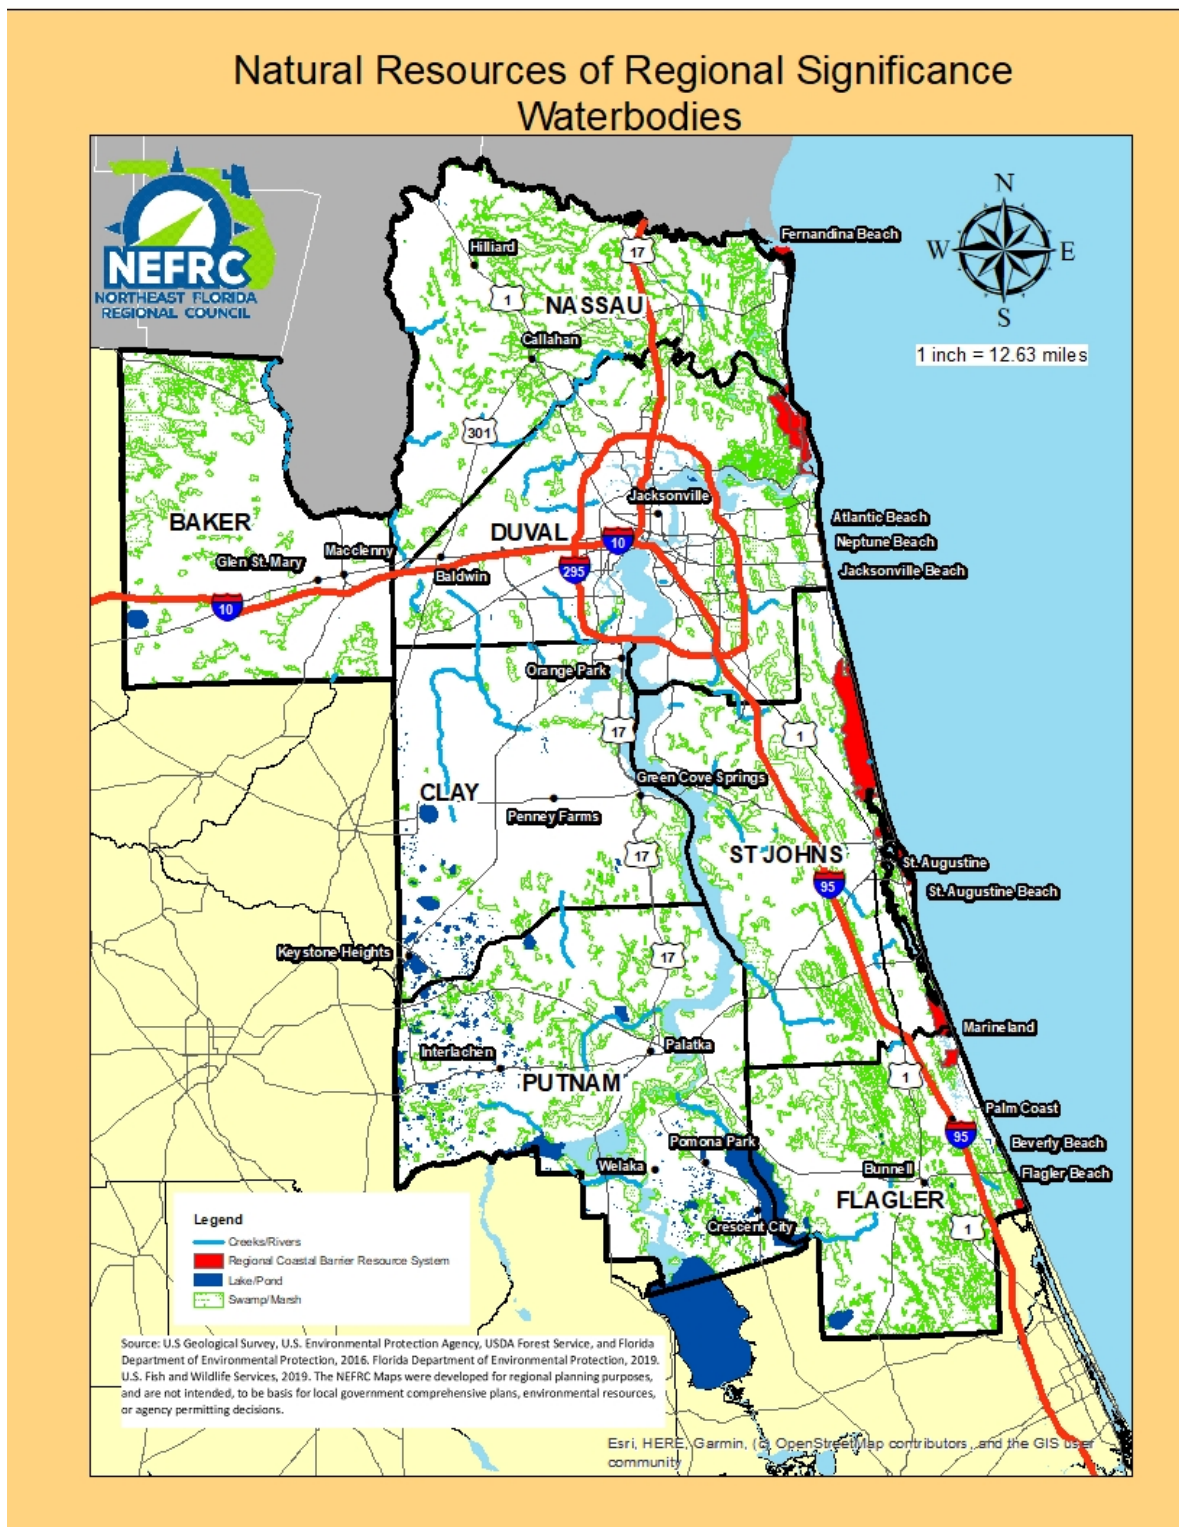 Natural Resources of Regional Significance
Waterbodies
NEFRC
NORTHEAST FLORIDA
REGIONAL COUNCIL
N
W
E
S
1 inch = 12.63 miles
Fernandina Beach
17
Hilliard
1
NASSAU
Callahan
301
Jacksonville
BAKER
DUVAL
Atlantic Beach
Neptune Beach
Jacksonville Beach
10
295
Macclenny
Glen St. Mary
Baldwin
10
Orange Park
17
1
Green Cove Springs
CLAY
Penney Farms
17
ST JOHNS
95
St. Augustine
St. Augustine Beach
Keystone Heights
17
Marineland
Interlachen
Palatka
PUTNAM
1
Palm Coast
95
Beverly Beach
Pomona Park
Welaka
Bunnell
Flagler Beach
FLAGLER
Crescent City
1
Legend
Creeks/Rivers
Regional Coastal Barrier Resource System
Lake/Pond
Swamp/Marsh
Source: U.S Geological Survey, U.S. Environmental Protection Agency, USDA Forest Service, and Florida
Department of Environmental Protection, 2016. Florida Department of Environmental Protection, 2019.
U.S. Fish and Wildlife Services, 2019. The NEFRC Maps were developed for regional planning purposes,
and are not intended, to be basis for local government comprehensive plans, environmental resources,
or agency permitting decisions.
Esri, HERE, Garmin, (c) OpenStreetMap contributors, and the GIS user
community